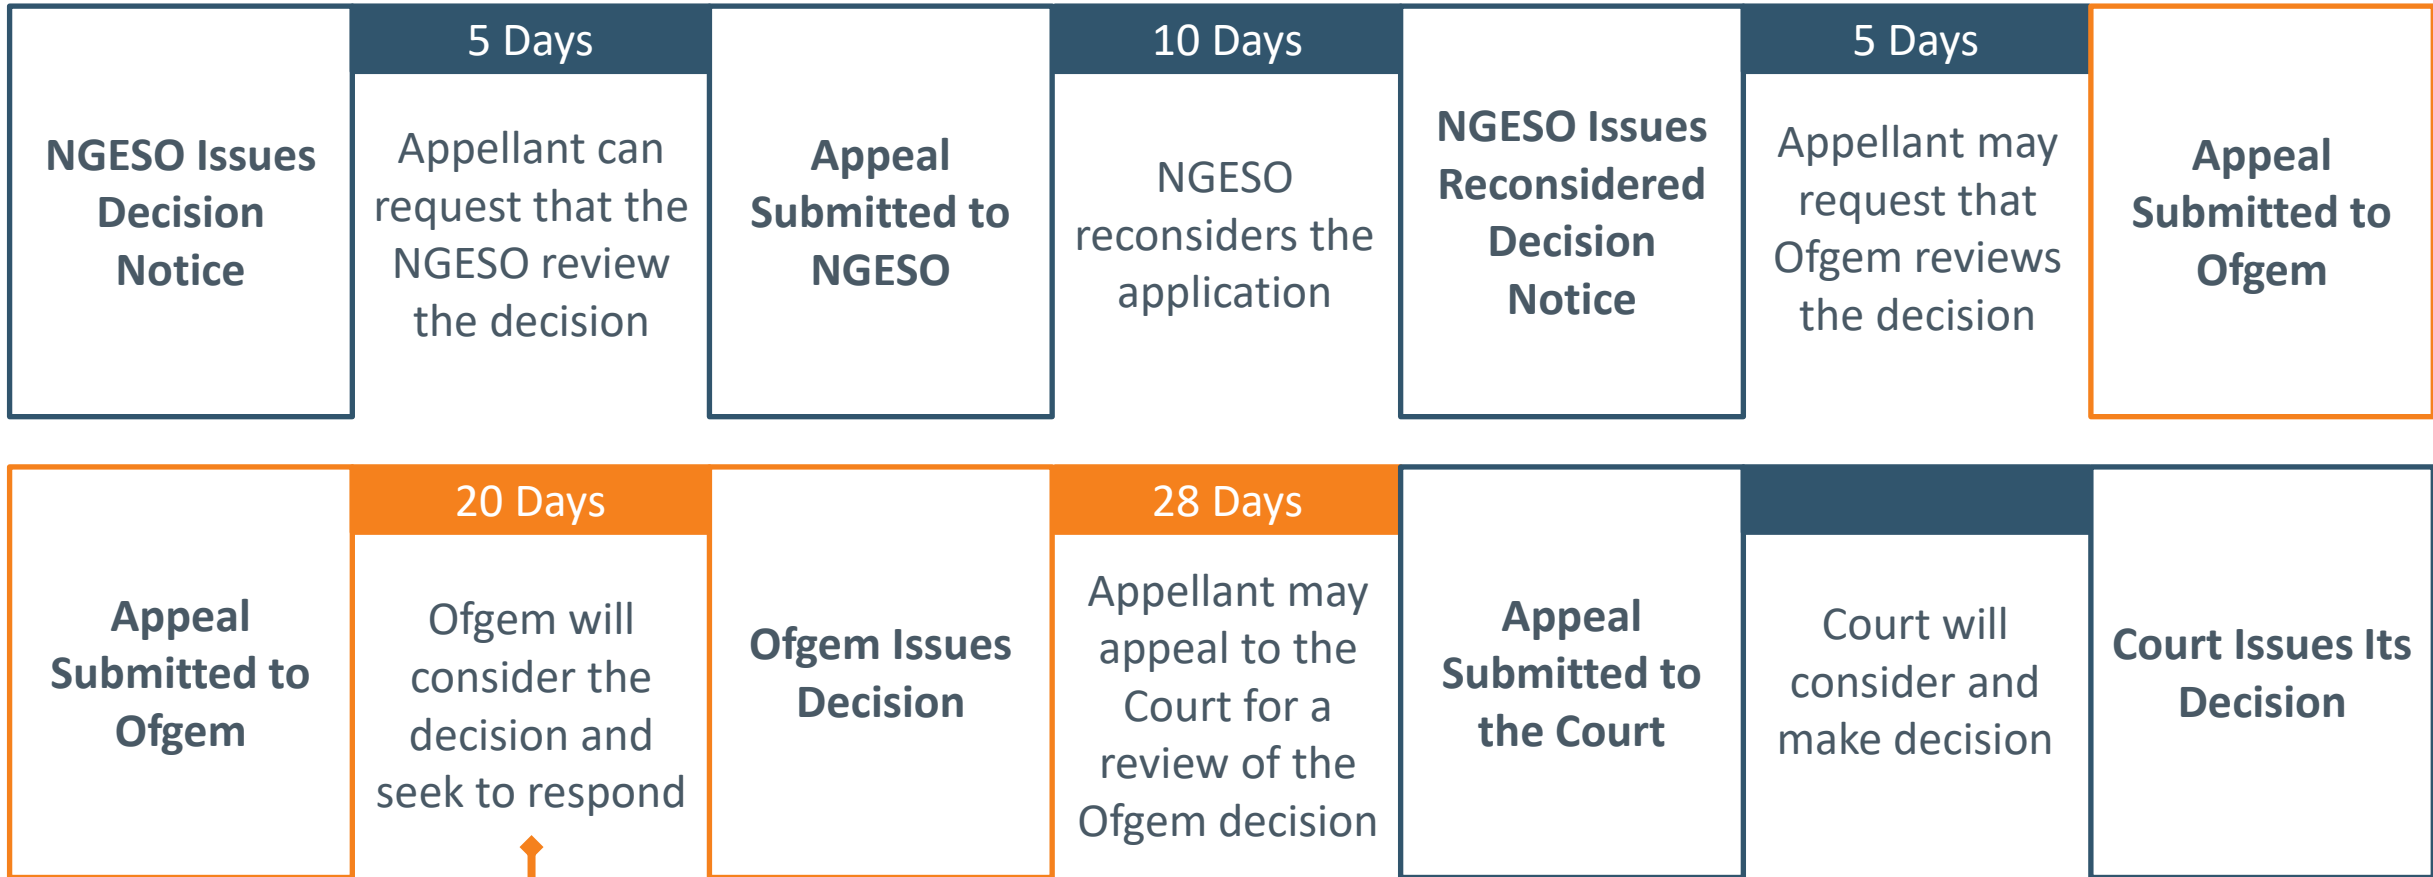 NGESO Issues
Decision
Notice
5 Days
Appellant can
request that the
NGESO review
the decision
Appeal
Submitted to
NGESO
10 Days
NGESO
reconsiders the
application
NGESO Issues
Reconsidered
Decision
Notice
5 Days
Appellant may
request that
Ofgem reviews
the decision
Appeal
Submitted to
Ofgem
Appeal
Submitted to
Ofgem
20 Days
Ofgem will
consider the
decision and
seek to respond
Ofgem Issues
Decision
28 Days
Appellant may
appeal to the
Court for a
review of the
Ofgem decision
Appeal
Submitted to
the Court
Court will
consider and
make decision
Court Issues Its
Decision